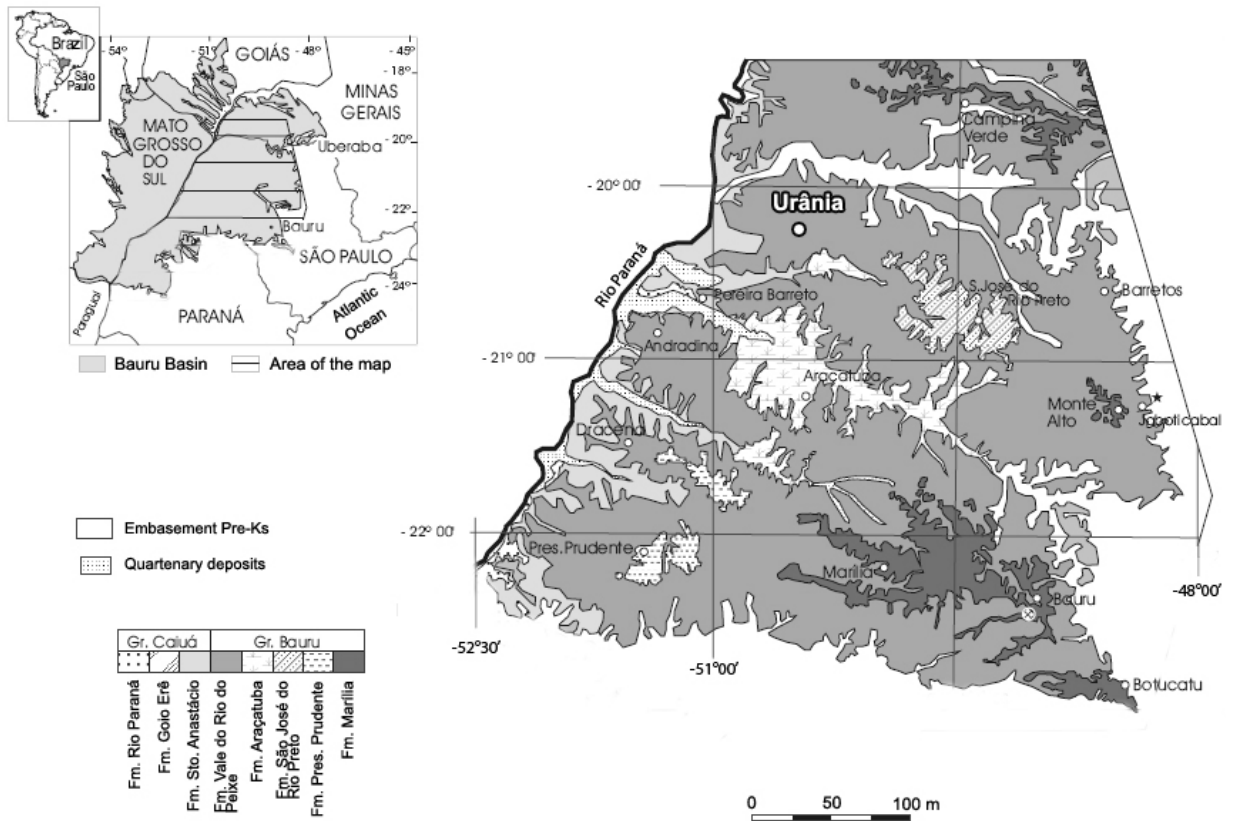 Brazil
São
Paulo
- 54°
- 51°
- 48°
- 45°
GOIÁS
- 18°
MINAS
GERAIS
MATO
GROSSO
DO
SUL
- 20°
Uberaba
- 22°
Bauru
SÃO PAULO
- 24°
Paraguai
PARANÁ
Atlantic
Ocean
Bauru Basin
Area of the map
Campina
Verde
- 20° 00'
Urânia
Rio Paraná
Pereira Barreto
S.José do
Rio Preto
Barretos
Andradina
- 21° 00'
Araçatuba
Monte
Alto
Jaboticabal
Dracena
- 22° 00'
Pres.Prudente
Marília
Bauru
-48°00'
-52°30'
-51°00'
Botucatu
Embasement Pre-Ks
Quartenary deposits
Gr. Caiuá
Gr. Bauru
Fm. Rio Paraná
Fm. Goio Erê
Fm. Sto. Anastácio
Fm. Vale do Rio do
Peixe
Fm. Araçatuba
Fm. São José do
Rio Preto
Fm. Pres. Prudente
Fm. Marília
0 50 100 m